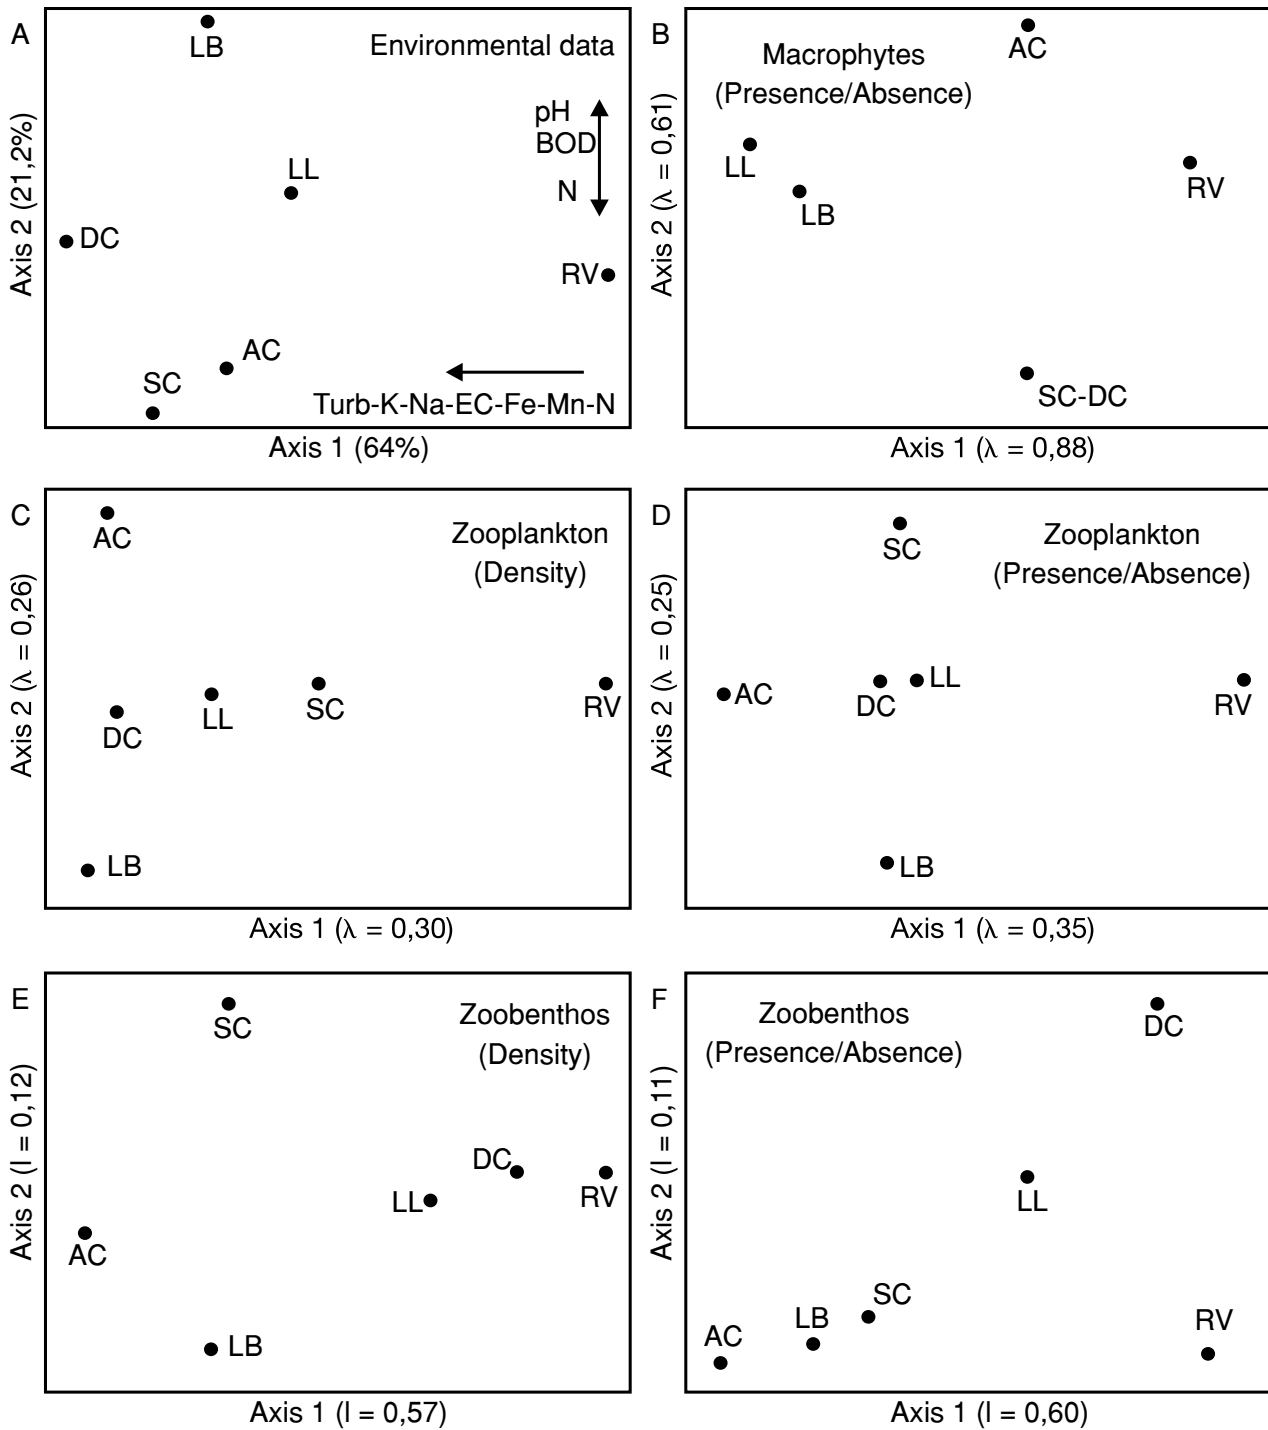 A
LB
Environmental data
pH
BOD
N
LL
DC
RV
AC
SC
Turb-K-Na-EC-Fe-Mn-N
Axis 2 (21,2%)
Axis 1 (64%)
B
Macrophytes
(Presence/Absence)
AC
LL
LB
RV
SC-DC
Axis 2 (λ = 0,61)
Axis 1 (λ = 0,88)
C
AC
Zooplankton
(Density)
DC
LL
SC
RV
LB
Axis 2 (λ = 0,26)
Axis 1 (λ = 0,30)
D
SC
Zooplankton
(Presence/Absence)
AC
DC
LL
RV
LB
Axis 2 (λ = 0,25)
Axis 1 (λ = 0,35)
E
SC
Zoobenthos
(Density)
DC
LL
RV
AC
LB
Axis 2 (l = 0,12)
Axis 1 (l = 0,57)
F
Zoobenthos
(Presence/Absence)
DC
LL
SC
LB
AC
RV
Axis 2 (l = 0,11)
Axis 1 (l = 0,60)